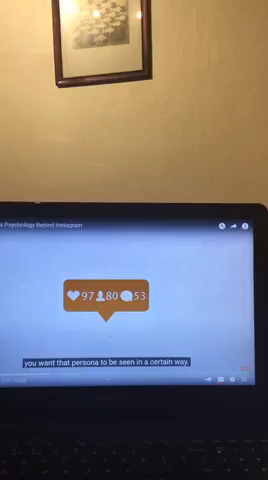 s Psychology Behind Instagram
97 80 53
you want that persona to be seen in a certain way.